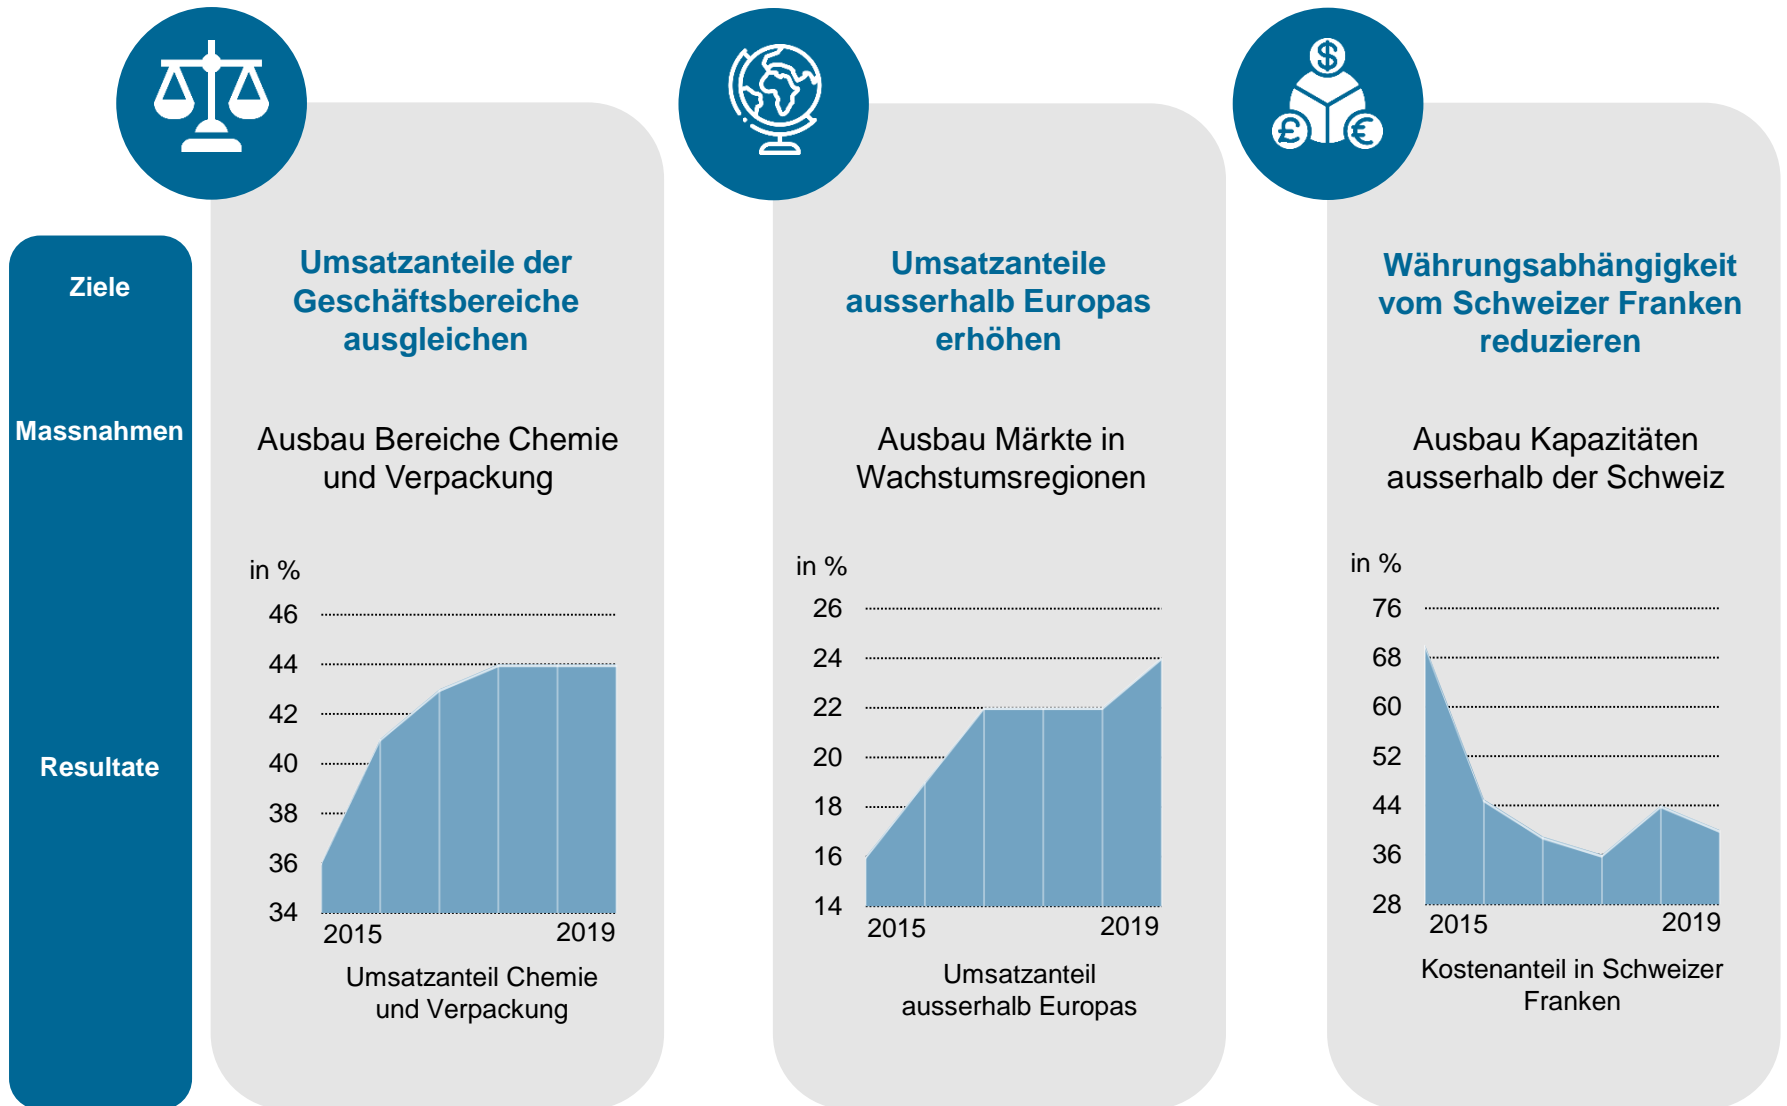 $
£
€
Ziele
Umsatzanteile der
Geschäftsbereiche
ausgleichen
Umsatzanteile
ausserhalb Europas
erhöhen
Währungsabhängigkeit
vom Schweizer Franken
reduzieren
Massnahmen
Ausbau Bereiche Chemie
und Verpackung
Ausbau Märkte in
Wachstumsregionen
Ausbau Kapazitäten
ausserhalb der Schweiz
Resultate
in %
46
44
42
40
38
36
34
2015 2019
Umsatzanteil Chemie
und Verpackung
in %
26
24
22
20
18
16
14
2015 2019
Umsatzanteil
ausserhalb Europas
in %
76
68
60
52
44
36
28
2015 2019
Kostenanteil in Schweizer
Franken